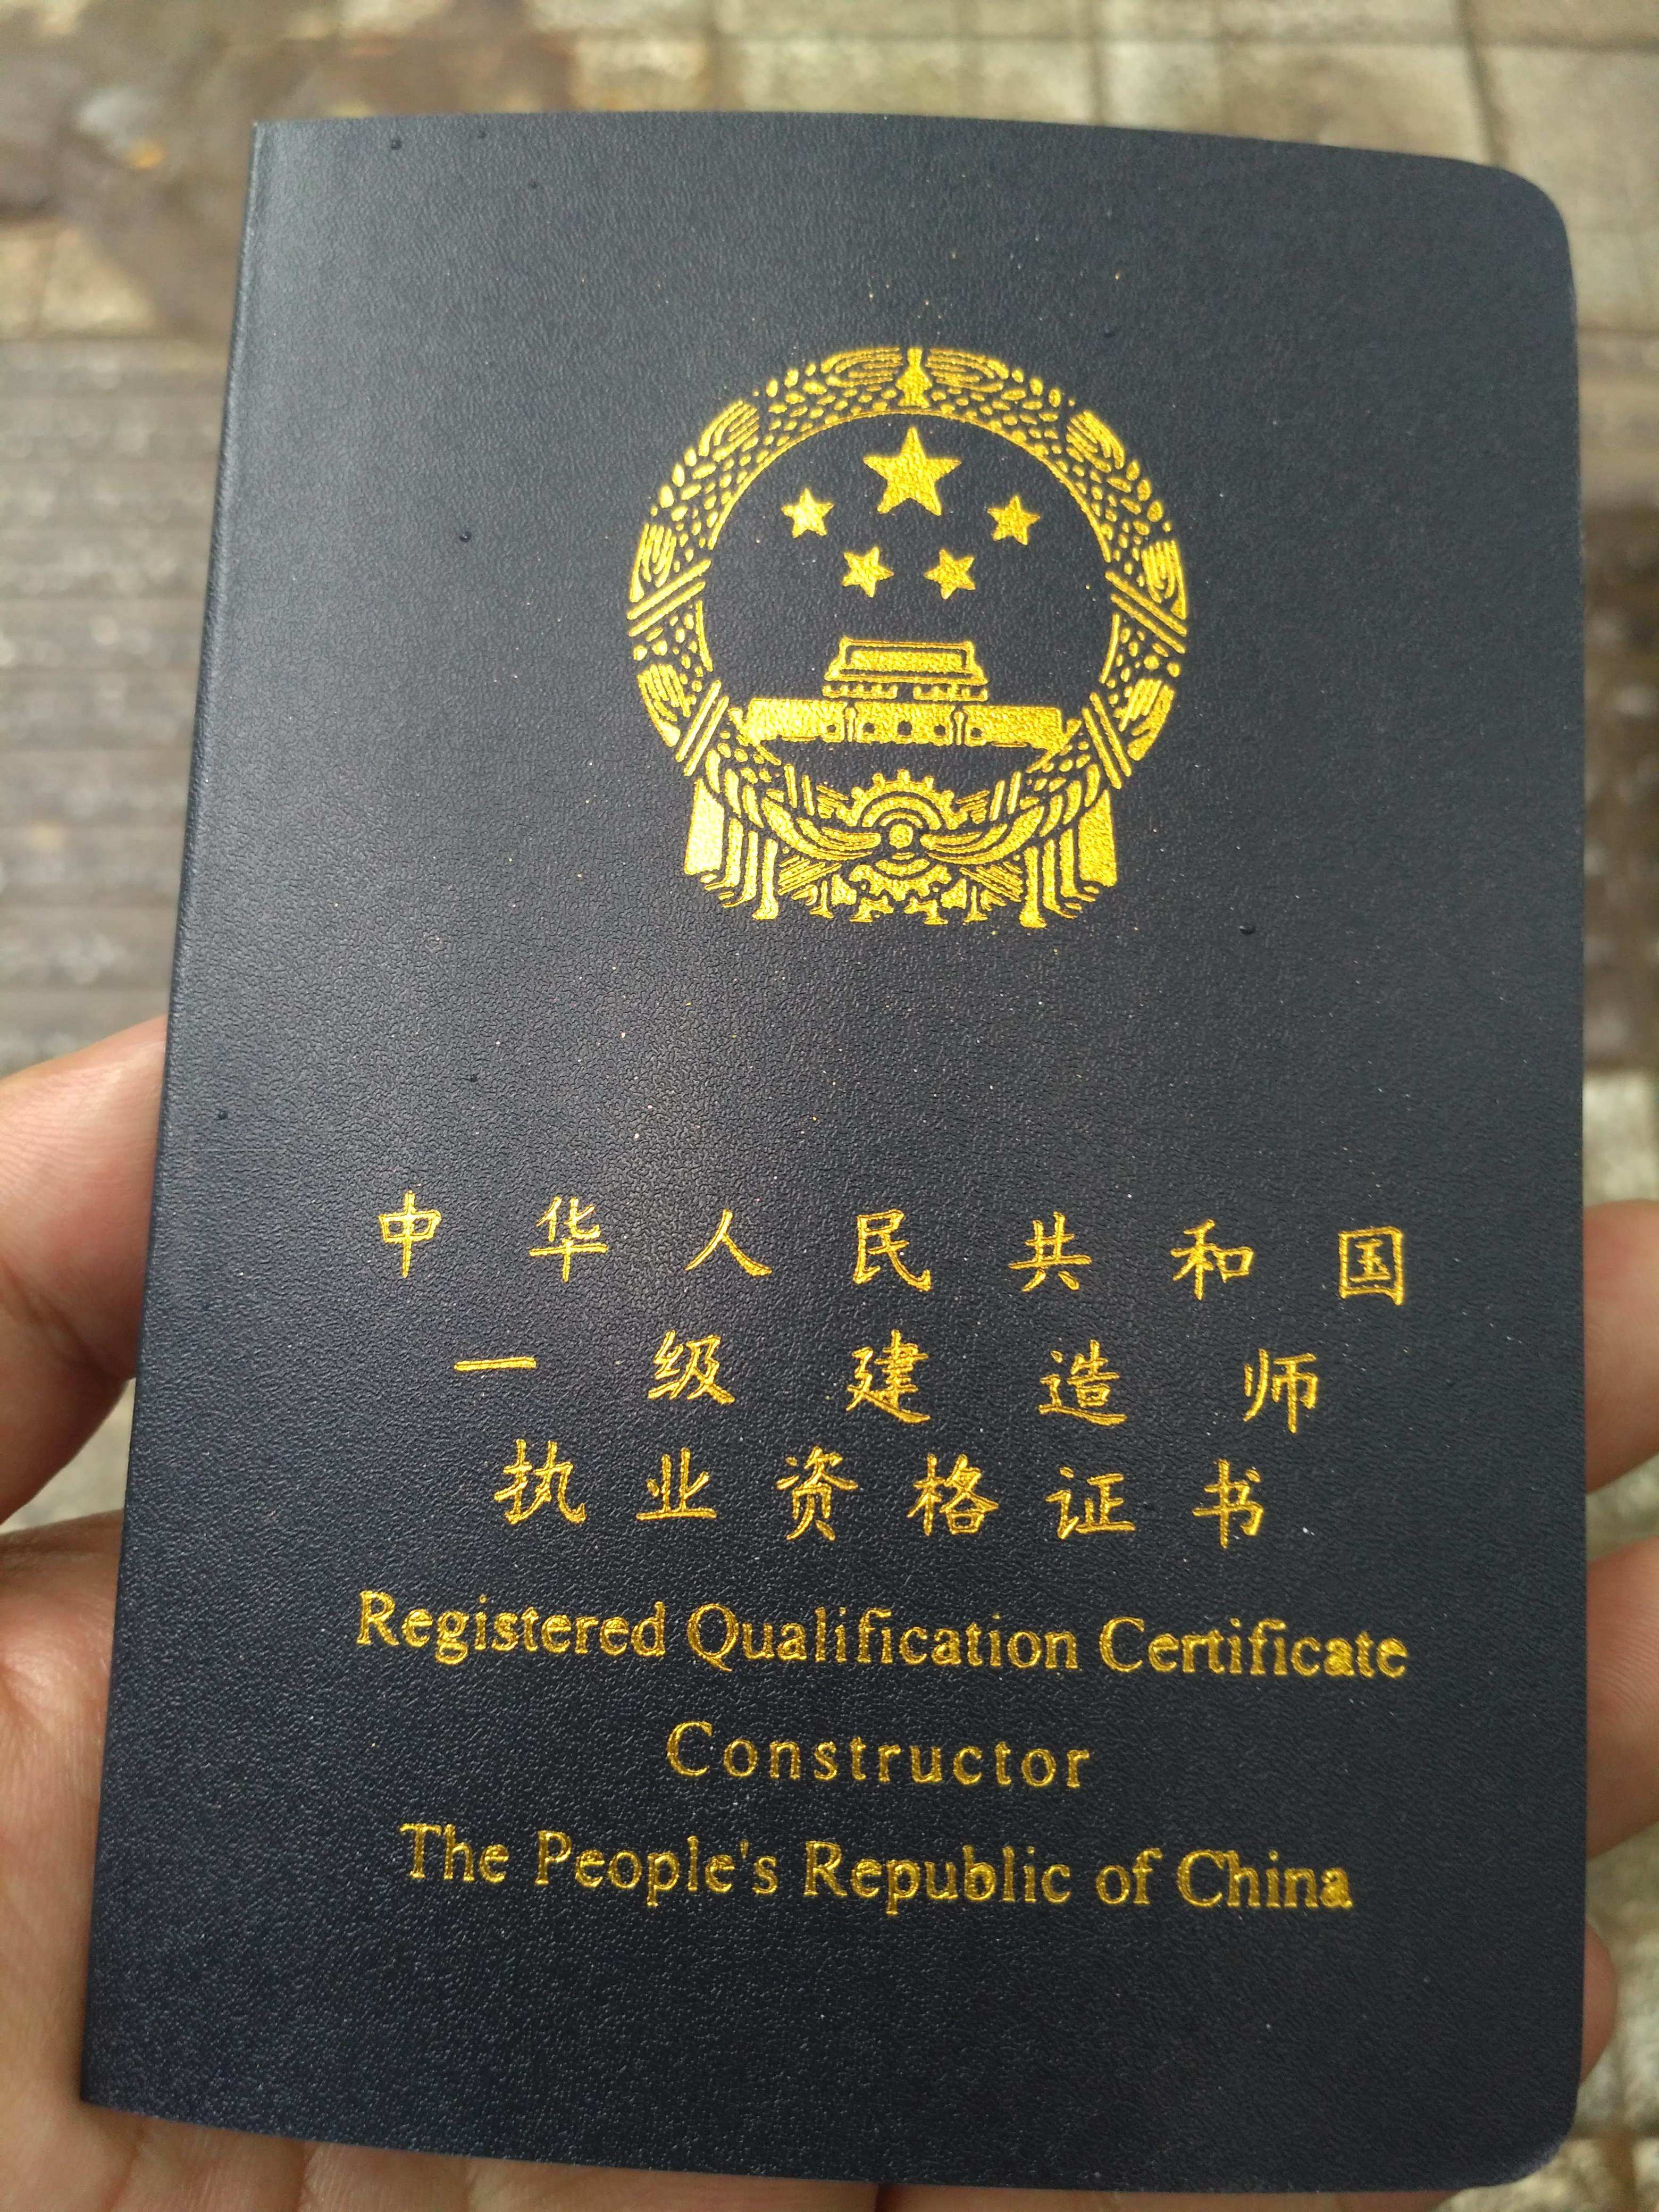 中华人民共和国
一级建造师
执业资格证书
Registered Qualification Certificate
Constructor
The People's Republic of China